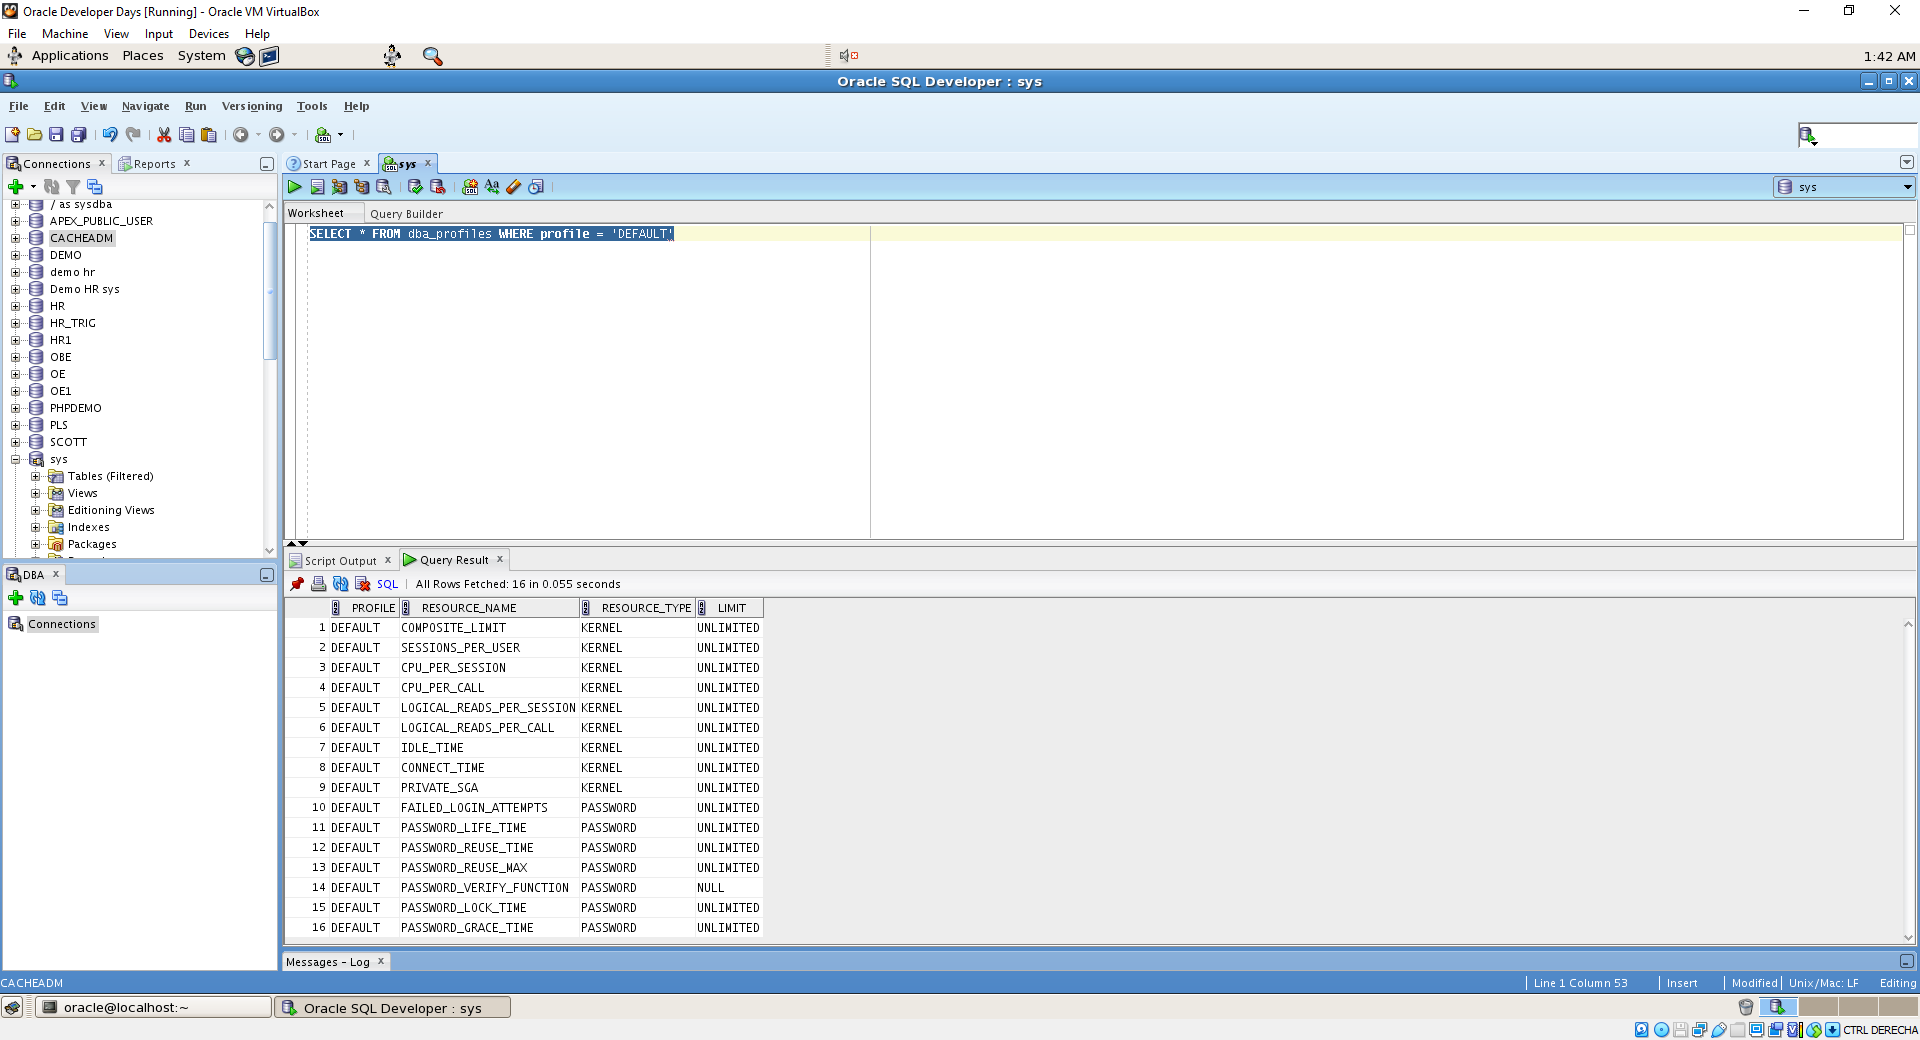 Oracle Developer Days [Running] - Oracle VM VirtualBox
File Machine View Input Devices Help
Applications Places System 1:42 AM
Oracle SQL Developer : sys
File Edit View Navigate Run Versioning Tools Help
Connections Reports Start Page sys
sys
/ as sysdba
APEX_PUBLIC_USER
CACHEADM
DEMO
demo hr
Demo HR sys
HR
HR_TRIG
HR1
OBE
OE
OE1
PHPDEMO
PLS
SCOTT
sys
Tables (Filtered)
Views
Editioning Views
Indexes
Packages
DBA
Connections
Worksheet Query Builder
SELECT * FROM dba_profiles WHERE profile = 'DEFAULT'
Script Output Query Result
SQL All Rows Fetched: 16 in 0.055 seconds
PROFILE RESOURCE_NAME RESOURCE_TYPE LIMIT
1 DEFAULT COMPOSITE_LIMIT KERNEL UNLIMITED
2 DEFAULT SESSIONS_PER_USER KERNEL UNLIMITED
3 DEFAULT CPU_PER_SESSION KERNEL UNLIMITED
4 DEFAULT CPU_PER_CALL KERNEL UNLIMITED
5 DEFAULT LOGICAL_READS_PER_SESSION KERNEL UNLIMITED
6 DEFAULT LOGICAL_READS_PER_CALL KERNEL UNLIMITED
7 DEFAULT IDLE_TIME KERNEL UNLIMITED
8 DEFAULT CONNECT_TIME KERNEL UNLIMITED
9 DEFAULT PRIVATE_SGA KERNEL UNLIMITED
10 DEFAULT FAILED_LOGIN_ATTEMPTS PASSWORD UNLIMITED
11 DEFAULT PASSWORD_LIFE_TIME PASSWORD UNLIMITED
12 DEFAULT PASSWORD_REUSE_TIME PASSWORD UNLIMITED
13 DEFAULT PASSWORD_REUSE_MAX PASSWORD UNLIMITED
14 DEFAULT PASSWORD_VERIFY_FUNCTION PASSWORD NULL
15 DEFAULT PASSWORD_LOCK_TIME PASSWORD UNLIMITED
16 DEFAULT PASSWORD_GRACE_TIME PASSWORD UNLIMITED
Messages - Log
CACHEADM Line 1 Column 53 Insert Modified Unix/Mac: LF Editing
oracle@localhost:~ Oracle SQL Developer : sys
CTRL DERECHA